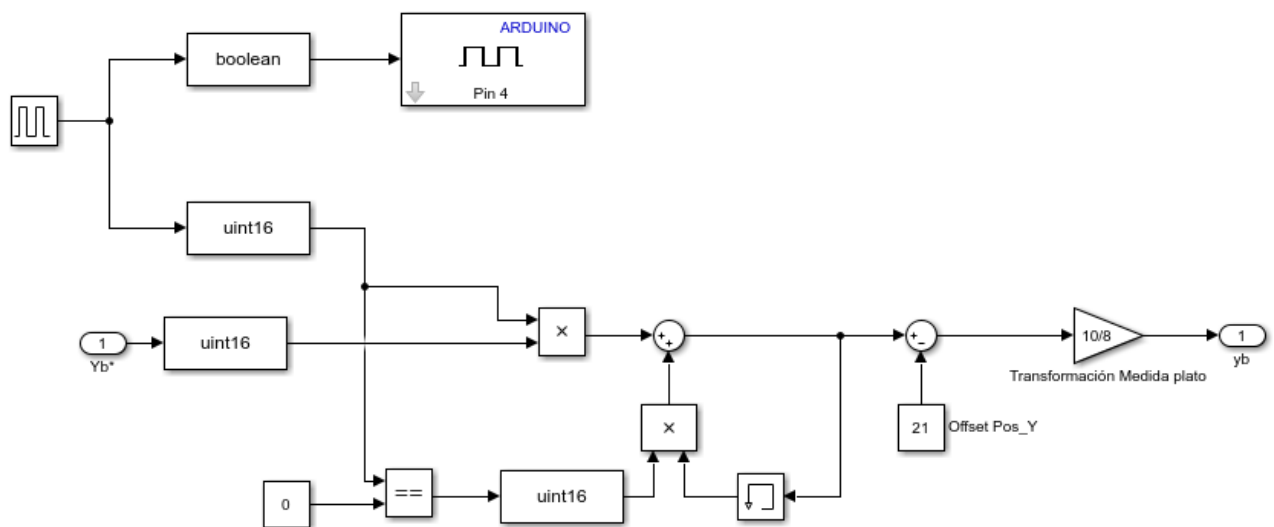 ARDUINO
boolean
Pin 4
uint16
1
Yb*
uint16
×
+
+
+
−
10/8
1
yb
Transformación Medida plato
×
21
Offset Pos_Y
0
==
uint16